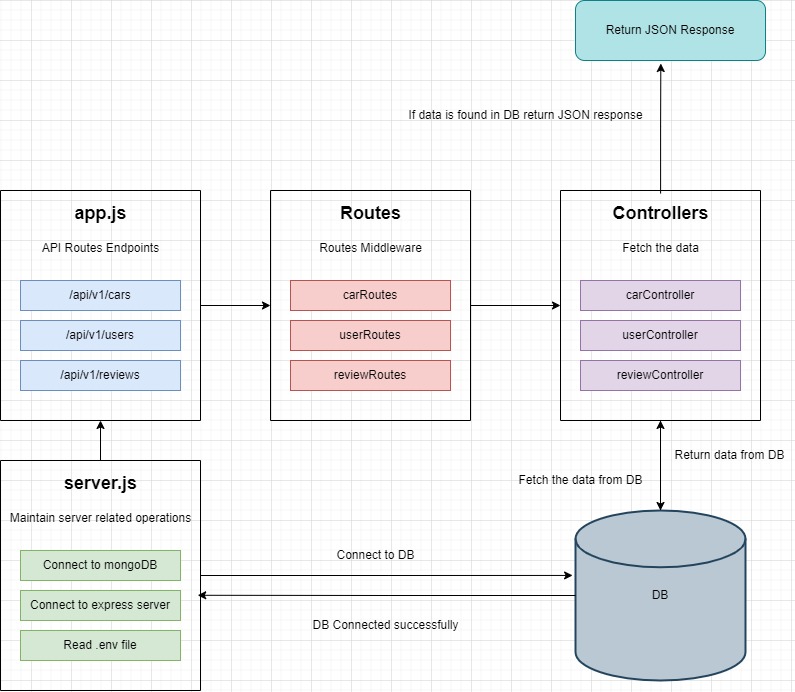 Return JSON Response
If data is found in DB return JSON response
app.js
API Routes Endpoints
/api/v1/cars
/api/v1/users
/api/v1/reviews
Routes
Routes Middleware
carRoutes
userRoutes
reviewRoutes
Controllers
Fetch the data
carController
userController
reviewController
Return data from DB
Fetch the data from DB
server.js
Maintain server related operations
Connect to mongoDB
Connect to express server
Read .env file
Connect to DB
DB Connected successfully
DB